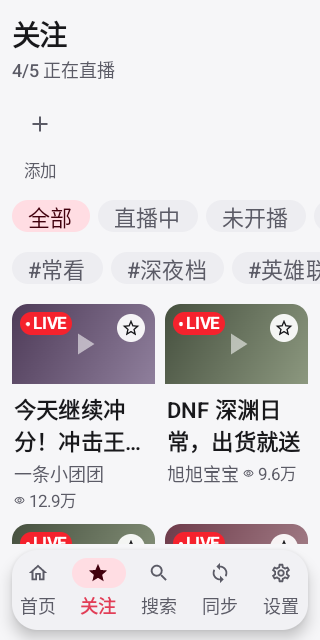 关注
4/5 正在直播
添加
全部 直播中 未开播
#常看 #深夜档 #英雄联
LIVE LIVE
今天继续冲
分！冲击王...
一条小团团
12.9万
DNF 深渊日
常，出货就送
旭旭宝宝 9.6万
LIVE LIVE
首页 关注 搜索 同步 设置